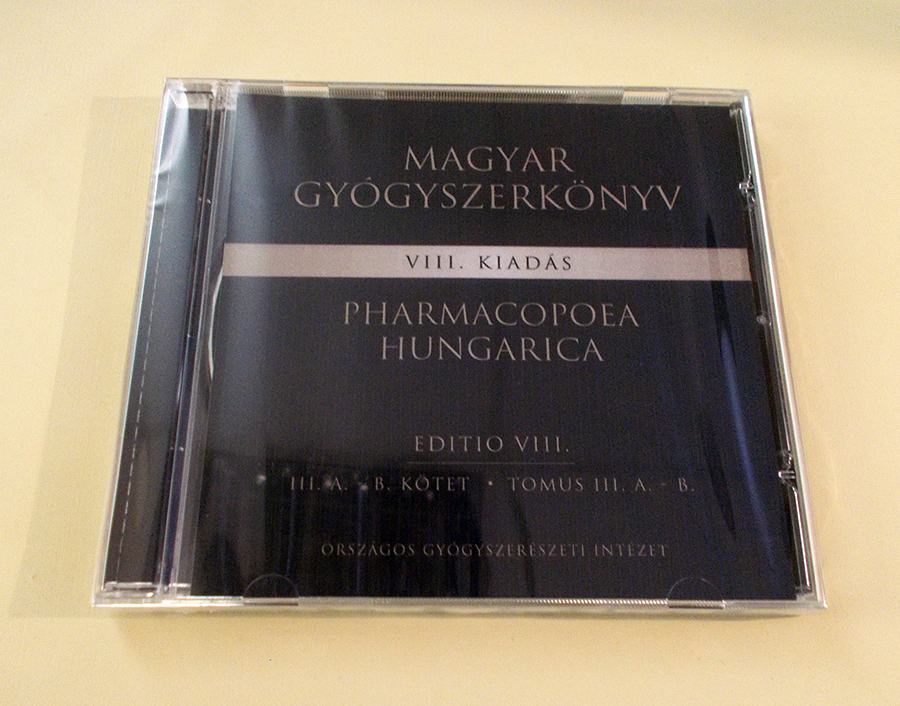 MAGYAR
GYÓGYSZERKÖNYV
VIII. KIADÁS
PHARMACOPOEA
HUNGARICA
EDITIO VIII.
III. A. - B. KÖTET • TOMUS III. A. - B.
ORSZÁGOS GYÓGYSZERÉSZETI INTÉZET